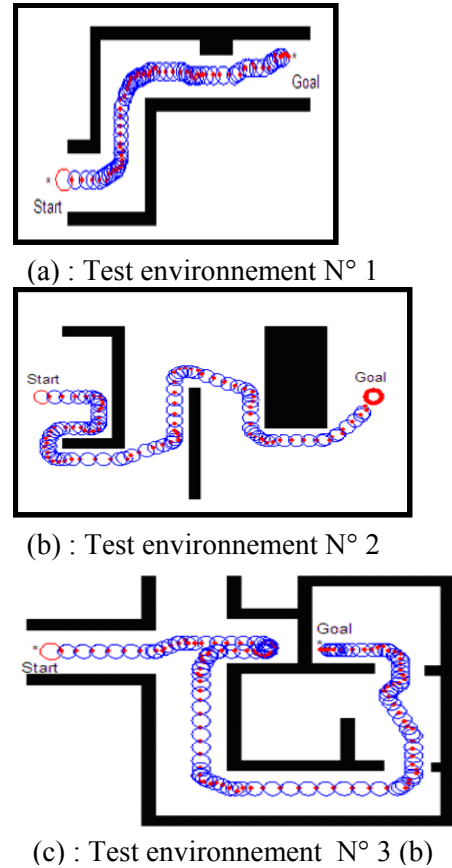 Goal
Start
(a) : Test environnement N° 1
Start
Goal
(b) : Test environnement N° 2
Goal
Start
(c) : Test environnement N° 3 (b)